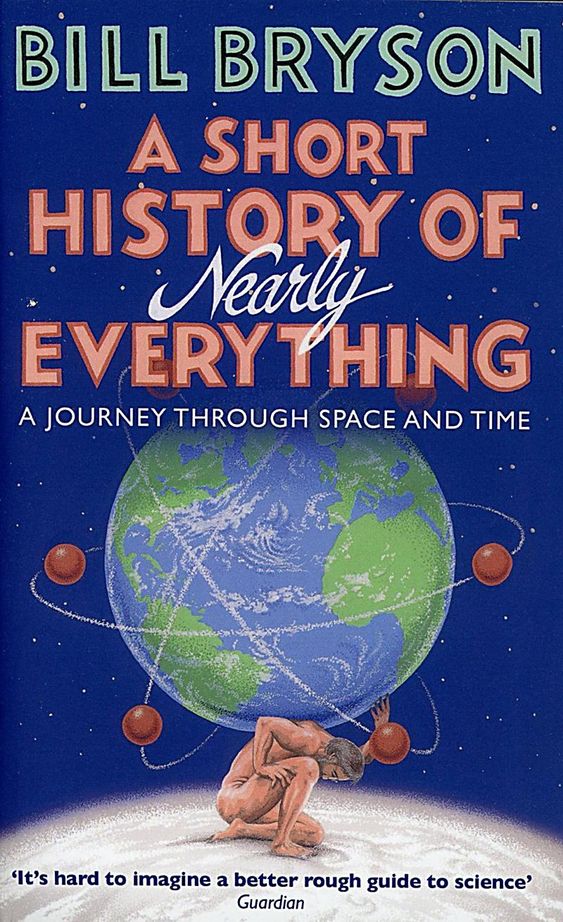 BILL BRYSON
A SHORT
HISTORY OF
Nearly
EVERYTHING
A JOURNEY THROUGH SPACE AND TIME
'It's hard to imagine a better rough guide to science'
Guardian